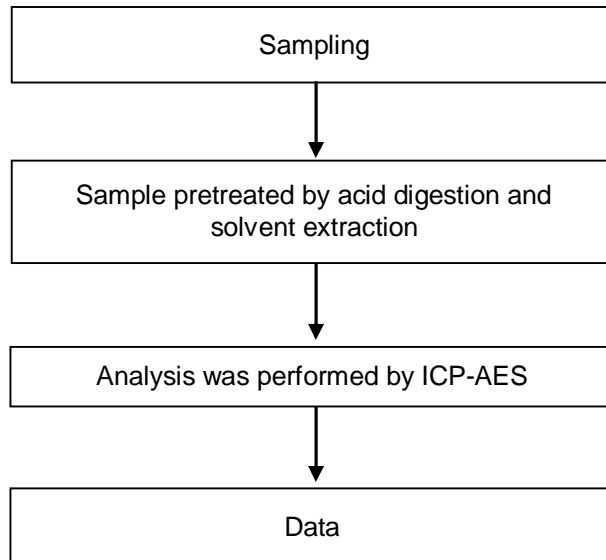 Sampling
Sample pretreated by acid digestion and
solvent extraction
Analysis was performed by ICP-AES
Data